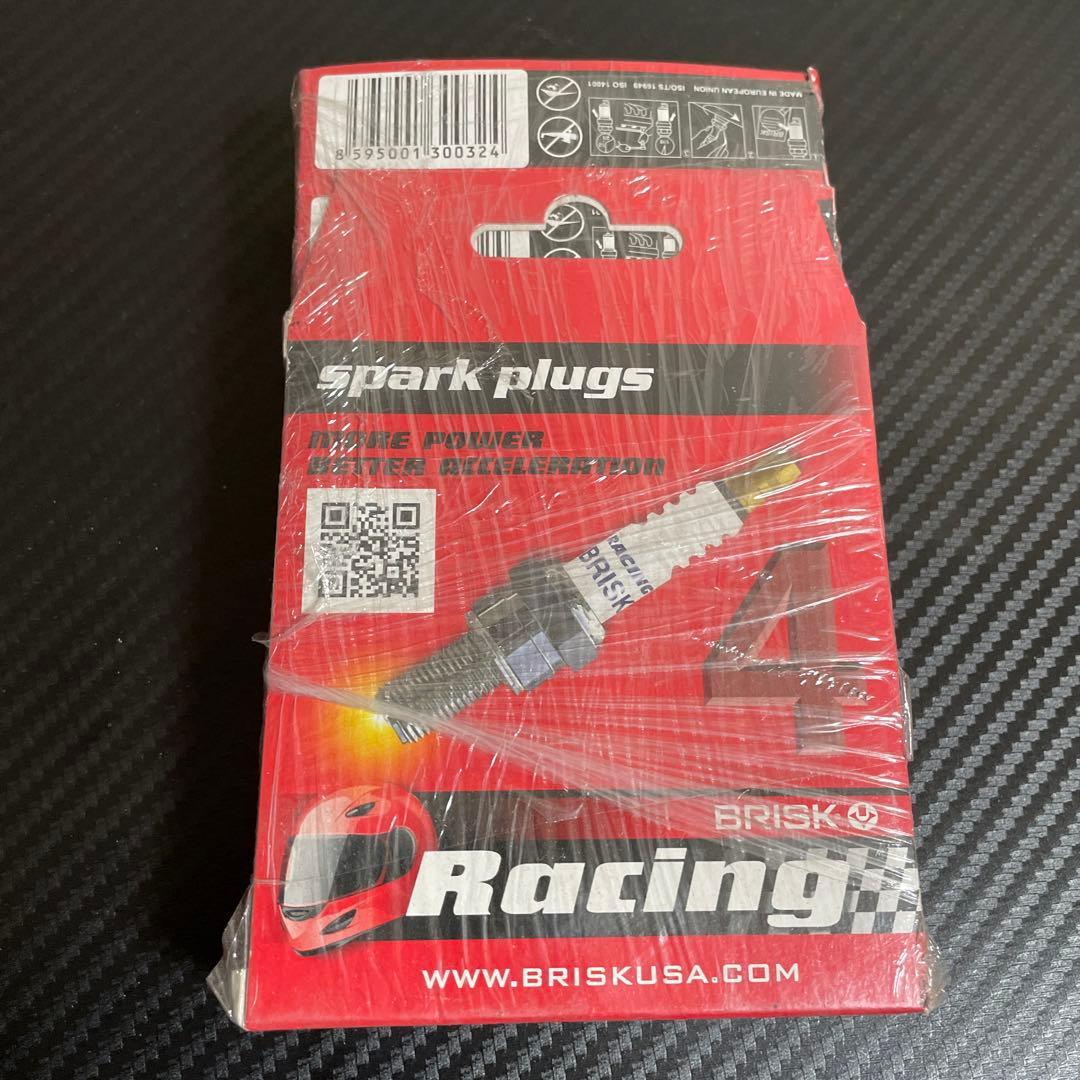 MADE IN EUROPEAN UNION ISO/TS 16949 ISO 14001
8 595001 300324
spark plugs
MORE POWER
BETTER ACCELERATION
RACING
BRISK
4
BRISK
Racing
WWW.BRISKUSA.COM